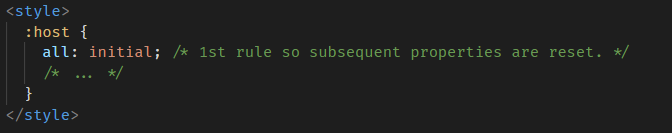 <style>
  :host {
    all: initial; /* 1st rule so subsequent properties are reset. */
    /* ... */
  }
</style>